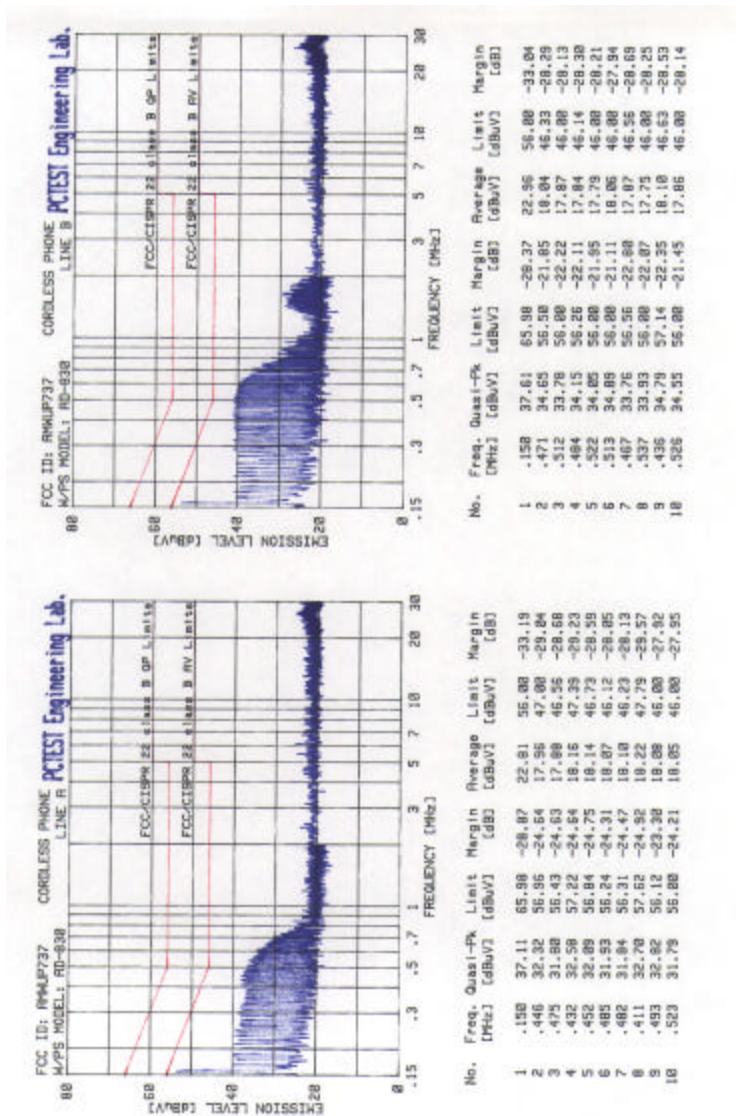 FCC ID: AMWUP737 CORDLESS PHONE PCTEST Engineering Lab.
W/PS MODEL: AD-830 LINE A
80
60
40
20
0
EMISSION LEVEL [dBuV]
FCC/CISPR 22 class B QP Limits
FCC/CISPR 22 class B AV Limits
.15 .3 .5 .7 1 3 5 7 10 20 30
FREQUENCY [MHz]
No. Freq. Quasi-Pk Limit Margin Average Limit Margin
[MHz] [dBuV] [dBuV] [dB] [dBuV] [dBuV] [dB]
1 .150 37.11 65.98 -28.87 22.81 56.00 -33.19
2 .446 32.32 56.96 -24.64 17.96 47.00 -29.04
3 .475 31.80 56.43 -24.63 17.88 46.56 -28.68
4 .432 32.58 57.22 -24.64 18.16 47.39 -29.23
5 .452 32.09 56.84 -24.75 18.14 46.73 -28.59
6 .485 31.93 56.24 -24.31 18.07 46.12 -28.05
7 .482 31.84 56.31 -24.47 18.10 46.23 -28.13
8 .411 32.70 57.62 -24.92 18.22 47.79 -29.57
9 .493 32.82 56.12 -23.30 18.08 46.00 -27.92
10 .523 31.79 56.00 -24.21 18.05 46.00 -27.95
FCC ID: AMWUP737 CORDLESS PHONE PCTEST Engineering Lab.
W/PS MODEL: AD-830 LINE B
80
60
40
20
0
EMISSION LEVEL [dBuV]
FCC/CISPR 22 class B QP Limits
FCC/CISPR 22 class B AV Limits
.15 .3 .5 .7 1 3 5 7 10 20 30
FREQUENCY [MHz]
No. Freq. Quasi-Pk Limit Margin Average Limit Margin
[MHz] [dBuV] [dBuV] [dB] [dBuV] [dBuV] [dB]
1 .150 37.61 65.98 -28.37 22.96 56.00 -33.04
2 .471 34.65 56.50 -21.85 18.04 46.33 -28.29
3 .512 33.78 56.00 -22.22 17.87 46.00 -28.13
4 .484 34.15 56.26 -22.11 17.84 46.14 -28.30
5 .522 34.05 56.00 -21.95 17.79 46.00 -28.21
6 .513 34.89 56.00 -21.11 18.06 46.00 -27.94
7 .467 33.76 56.56 -22.80 17.87 46.56 -28.69
8 .537 33.93 56.00 -22.07 17.75 46.00 -28.25
9 .436 34.79 57.14 -22.35 18.10 46.63 -28.53
10 .526 34.55 56.00 -21.45 17.86 46.00 -28.14